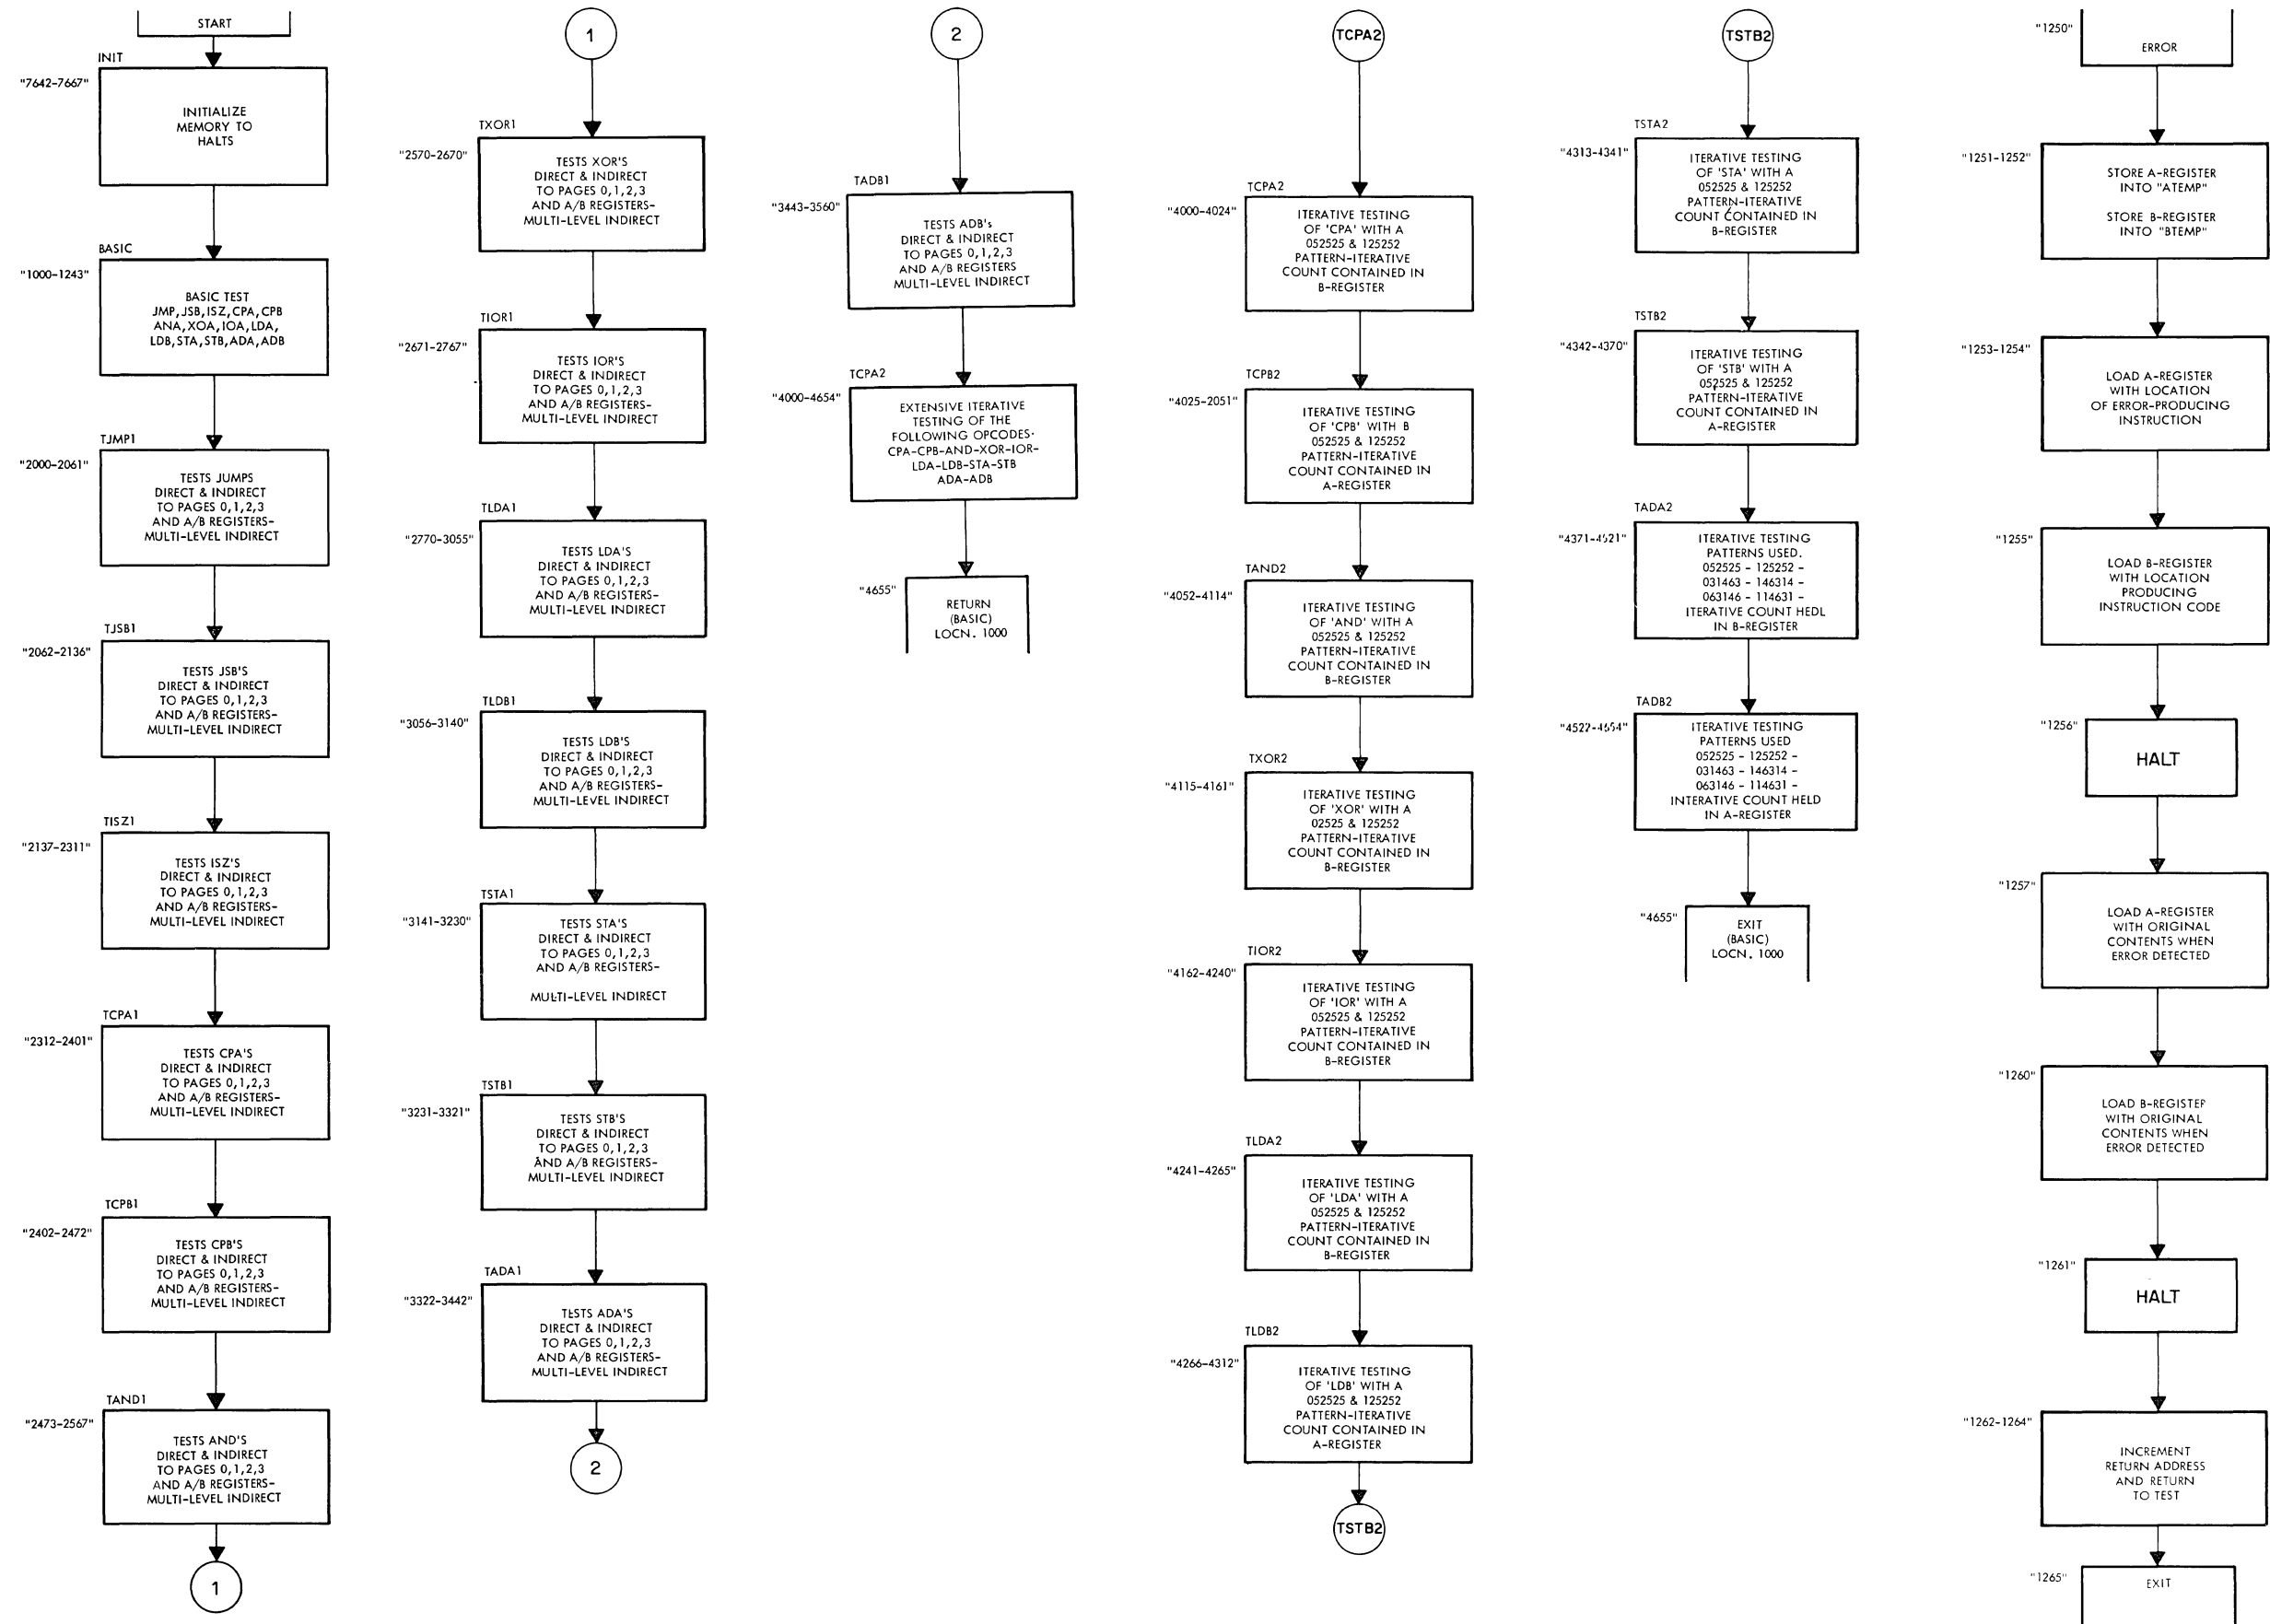 START
INIT
"7642-7667"
INITIALIZE
MEMORY TO
HALTS
BASIC
"1000-1243"
BASIC TEST
JMP,JSB,ISZ,CPA,CPB
ANA,XOA,IOA,LDA,
LDB,STA,STB,ADA,ADB
TJMP1
"2000-2061"
TESTS JUMPS
DIRECT & INDIRECT
TO PAGES 0,1,2,3
AND A/B REGISTERS-
MULTI-LEVEL INDIRECT
TJSB1
"2062-2136"
TESTS JSB'S
DIRECT & INDIRECT
TO PAGES 0,1,2,3
AND A/B REGISTERS-
MULTI-LEVEL INDIRECT
TISZ1
"2137-2311"
TESTS ISZ'S
DIRECT & INDIRECT
TO PAGES 0,1,2,3
AND A/B REGISTERS-
MULTI-LEVEL INDIRECT
TCPA1
"2312-2401"
TESTS CPA'S
DIRECT & INDIRECT
TO PAGES 0,1,2,3
AND A/B REGISTERS-
MULTI-LEVEL INDIRECT
TCPB1
"2402-2472"
TESTS CPB'S
DIRECT & INDIRECT
TO PAGES 0,1,2,3
AND A/B REGISTERS-
MULTI-LEVEL INDIRECT
TAND1
"2473-2567"
TESTS AND'S
DIRECT & INDIRECT
TO PAGES 0,1,2,3
AND A/B REGISTERS-
MULTI-LEVEL INDIRECT
1
1
TXOR1
"2570-2670"
TESTS XOR'S
DIRECT & INDIRECT
TO PAGES 0,1,2,3
AND A/B REGISTERS-
MULTI-LEVEL INDIRECT
TIOR1
"2671-2767"
TESTS IOR'S
DIRECT & INDIRECT
TO PAGES 0,1,2,3
AND A/B REGISTERS-
MULTI-LEVEL INDIRECT
TLDA1
"2770-3055"
TESTS LDA'S
DIRECT & INDIRECT
TO PAGES 0,1,2,3
AND A/B REGISTERS-
MULTI-LEVEL INDIRECT
TLDB1
"3056-3140"
TESTS LDB'S
DIRECT & INDIRECT
TO PAGES 0,1,2,3
AND A/B REGISTERS-
MULTI-LEVEL INDIRECT
TSTA1
"3141-3230"
TESTS STA'S
DIRECT & INDIRECT
TO PAGES 0,1,2,3
AND A/B REGISTERS-
MULTI-LEVEL INDIRECT
TSTB1
"3231-3321"
TESTS STB'S
DIRECT & INDIRECT
TO PAGES 0,1,2,3
AND A/B REGISTERS-
MULTI-LEVEL INDIRECT
TADA1
"3322-3442"
TESTS ADA'S
DIRECT & INDIRECT
TO PAGES 0,1,2,3
AND A/B REGISTERS-
MULTI-LEVEL INDIRECT
2
2
TADB1
"3443-3560"
TESTS ADB's
DIRECT & INDIRECT
TO PAGES 0,1,2,3
AND A/B REGISTERS
MULTI-LEVEL INDIRECT
TCPA2
"4000-4654"
EXTENSIVE ITERATIVE
TESTING OF THE
FOLLOWING OPCODES·
CPA-CPB-AND-XOR-IOR-
LDA-LDB-STA-STB
ADA-ADB
"4655"
RETURN
(BASIC)
LOCN. 1000
TCPA2
TCPA2
"4000-4024"
ITERATIVE TESTING
OF 'CPA' WITH A
052525 & 125252
PATTERN-ITERATIVE
COUNT CONTAINED IN
B-REGISTER
TCPB2
"4025-2051"
ITERATIVE TESTING
OF 'CPB' WITH B
052525 & 125252
PATTERN-ITERATIVE
COUNT CONTAINED IN
A-REGISTER
TAND2
"4052-4114"
ITERATIVE TESTING
OF 'AND' WITH A
052525 & 125252
PATTERN-ITERATIVE
COUNT CONTAINED IN
B-REGISTER
TXOR2
"4115-4161"
ITERATIVE TESTING
OF 'XOR' WITH A
02525 & 125252
PATTERN-ITERATIVE
COUNT CONTAINED IN
B-REGISTER
TIOR2
"4162-4240"
ITERATIVE TESTING
OF 'IOR' WITH A
052525 & 125252
PATTERN-ITERATIVE
COUNT CONTAINED IN
B-REGISTER
TLDA2
"4241-4265"
ITERATIVE TESTING
OF 'LDA' WITH A
052525 & 125252
PATTERN-ITERATIVE
COUNT CONTAINED IN
B-REGISTER
TLDB2
"4266-4312"
ITERATIVE TESTING
OF 'LDB' WITH A
052525 & 125252
PATTERN-ITERATIVE
COUNT CONTAINED IN
A-REGISTER
TSTB2
TSTB2
TSTA2
"4313-4341"
ITERATIVE TESTING
OF 'STA' WITH A
052525 & 125252
PATTERN-ITERATIVE
COUNT CONTAINED IN
B-REGISTER
TSTB2
"4342-4370"
ITERATIVE TESTING
OF 'STB' WITH A
052525 & 125252
PATTERN-ITERATIVE
COUNT CONTAINED IN
A-REGISTER
TADA2
"4371-4521"
ITERATIVE TESTING
PATTERNS USED.
052525 - 125252 -
031463 - 146314 -
063146 - 114631 -
ITERATIVE COUNT HEDL
IN B-REGISTER
TADB2
"4522-4654"
ITERATIVE TESTING
PATTERNS USED
052525 - 125252 -
031463 - 146314 -
063146 - 114631 -
INTERATIVE COUNT HELD
IN A-REGISTER
"4655"
EXIT
(BASIC)
LOCN. 1000
"1250"
ERROR
"1251-1252"
STORE A-REGISTER
INTO "ATEMP"
STORE B-REGISTER
INTO "BTEMP"
"1253-1254"
LOAD A-REGISTER
WITH LOCATION
OF ERROR-PRODUCING
INSTRUCTION
"1255"
LOAD B-REGISTER
WITH LOCATION
PRODUCING
INSTRUCTION CODE
"1256"
HALT
"1257"
LOAD A-REGISTER
WITH ORIGINAL
CONTENTS WHEN
ERROR DETECTED
"1260"
LOAD B-REGISTER
WITH ORIGINAL
CONTENTS WHEN
ERROR DETECTED
"1261"
HALT
"1262-1264"
INCREMENT
RETURN ADDRESS
AND RETURN
TO TEST
"1265"
EXIT